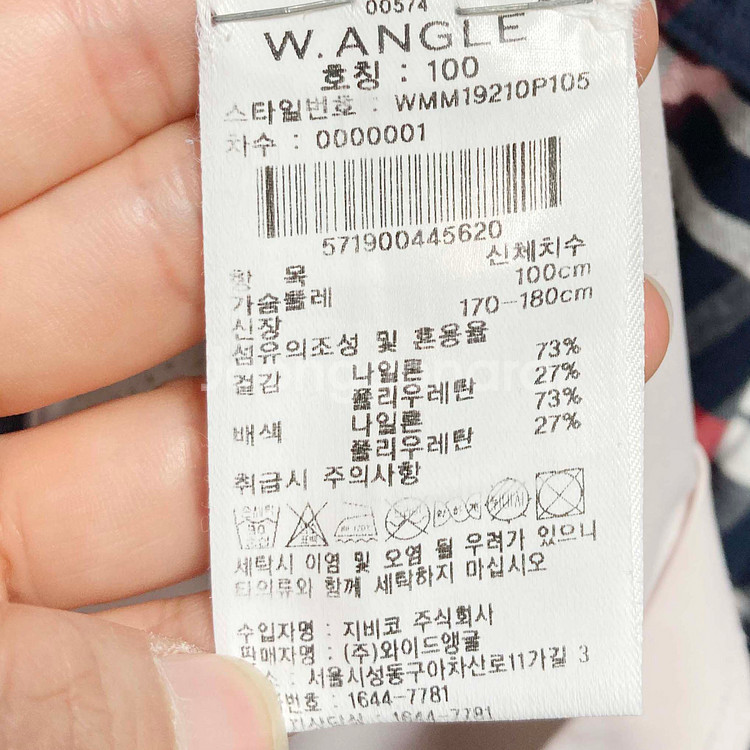 00574
W.ANGLE
호칭 : 100
스타일번호 : WMM19210P105
차수 : 0000001
571900445620
신체치수
항 목
100cm
가슴둘레
170-180cm
신장
섬유의조성 및 혼용율
겉감 나일론 73%
폴리우레탄 27%
배색 나일론 73%
폴리우레탄 27%
취급시 주의사항
세탁시 이염 및 오염 될 우려가 있으니
타의류와 함께 세탁하지 마십시오
수입자명 : 지비코 주식회사
판매자명 : (주)와이드앵글
소 : 서울시성동구아차산로11가길 3
번호 : 1644-7781
1644-7781